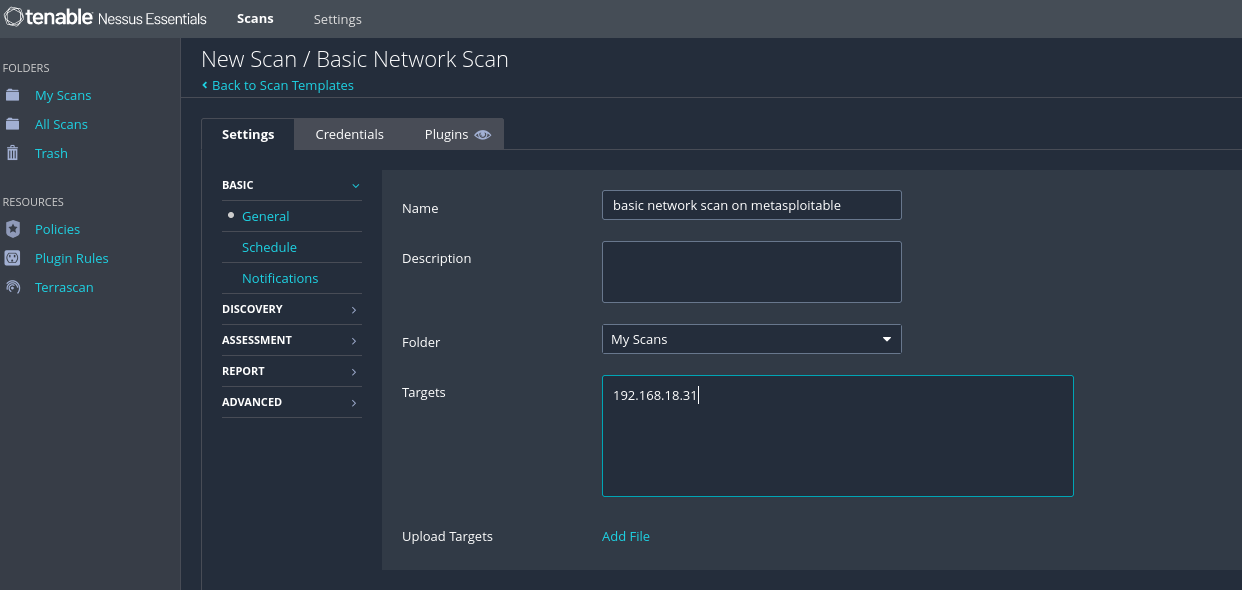 tenable Nessus Essentials Scans Settings
FOLDERS
My Scans
All Scans
Trash
RESOURCES
Policies
Plugin Rules
Terrascan
New Scan / Basic Network Scan
Back to Scan Templates
Settings Credentials Plugins
BASIC
General
Schedule
Notifications
DISCOVERY
ASSESSMENT
REPORT
ADVANCED
Name basic network scan on metasploitable
Description
Folder My Scans
Targets 192.168.18.31
Upload Targets Add File